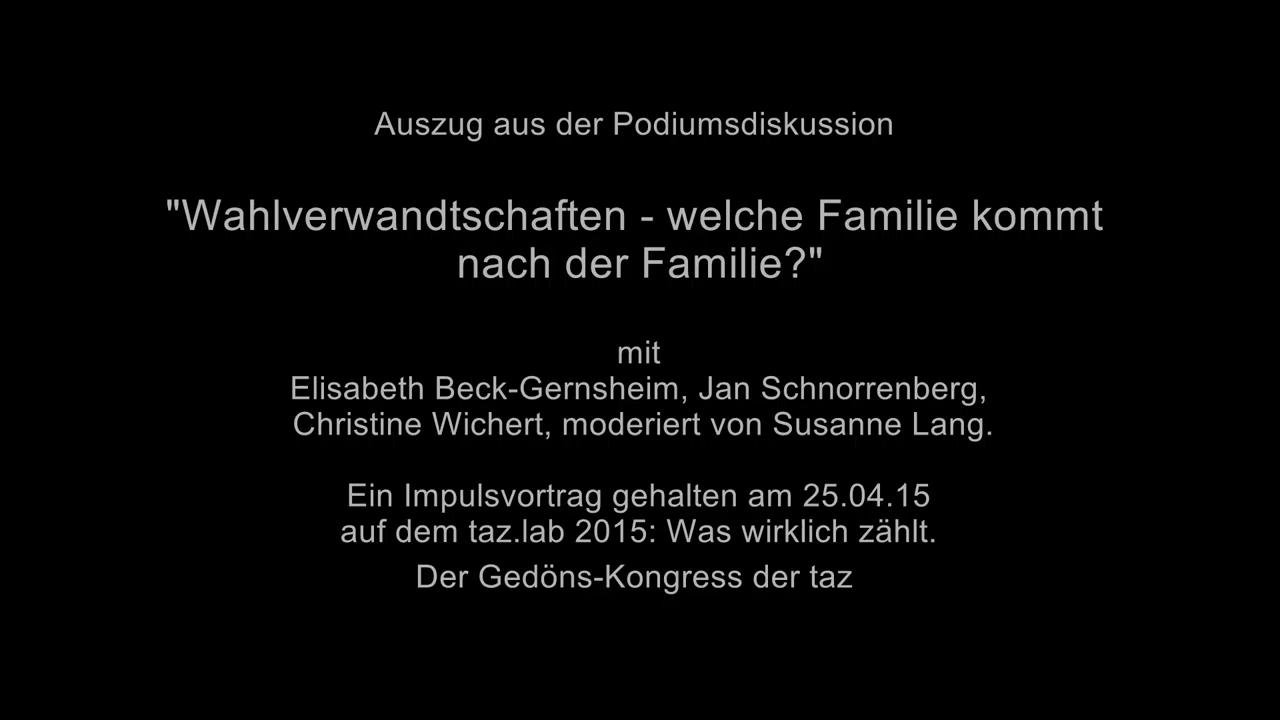 Auszug aus der Podiumsdiskussion
"Wahlverwandtschaften - welche Familie kommt
nach der Familie?"
mit
Elisabeth Beck-Gernsheim, Jan Schnorrenberg,
Christine Wichert, moderiert von Susanne Lang.
Ein Impulsvortrag gehalten am 25.04.15
auf dem taz.lab 2015: Was wirklich zählt.
Der Gedöns-Kongress der taz